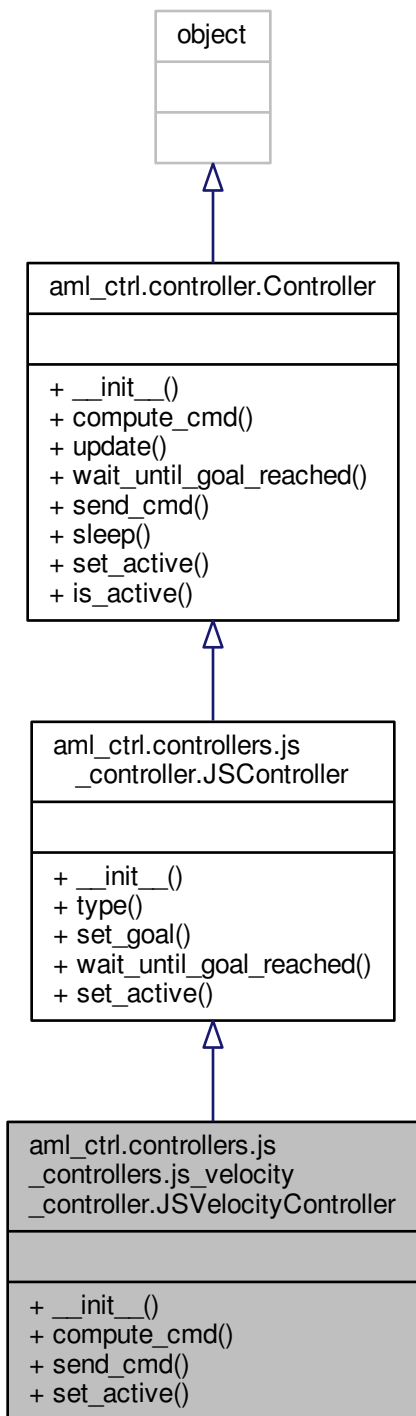 object
aml_ctrl.controller.Controller
+ __init__()
+ compute_cmd()
+ update()
+ wait_until_goal_reached()
+ send_cmd()
+ sleep()
+ set_active()
+ is_active()
aml_ctrl.controllers.js
_controller.JSController
+ __init__()
+ type()
+ set_goal()
+ wait_until_goal_reached()
+ set_active()
aml_ctrl.controllers.js
_controllers.js_velocity
_controller.JSVelocityController
+ __init__()
+ compute_cmd()
+ send_cmd()
+ set_active()